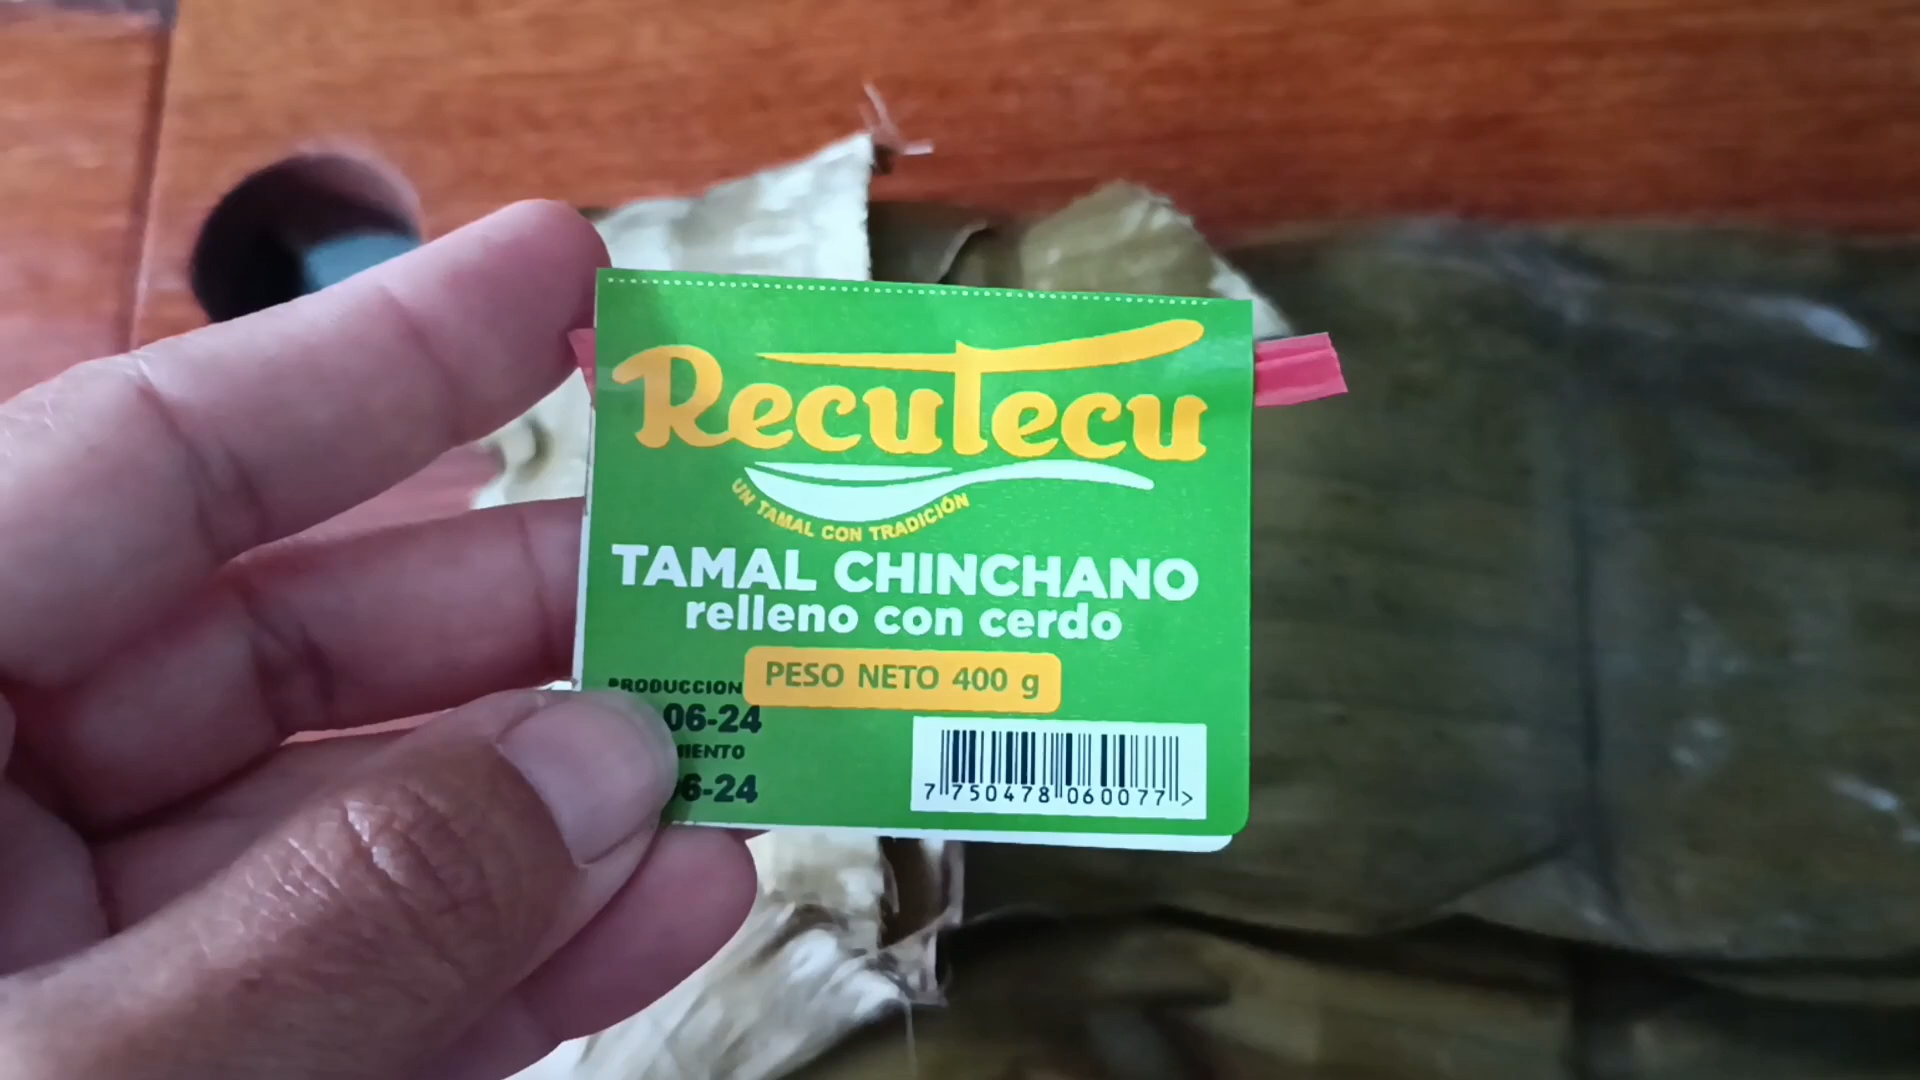 Recutecu
UN TAMAL CON TRADICIÓN
TAMAL CHINCHANO
relleno con cerdo
PESO NETO 400 g
PRODUCCION
06-24
MIENTO
6-24
7 750478 060077 >